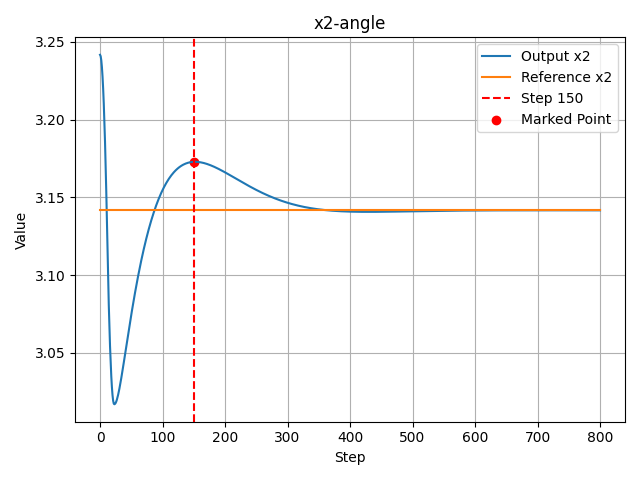 x2-angle
Output x2
Reference x2
Step 150
Marked Point
Value
3.25
3.20
3.15
3.10
3.05
0 100 200 300 400 500 600 700 800
Step